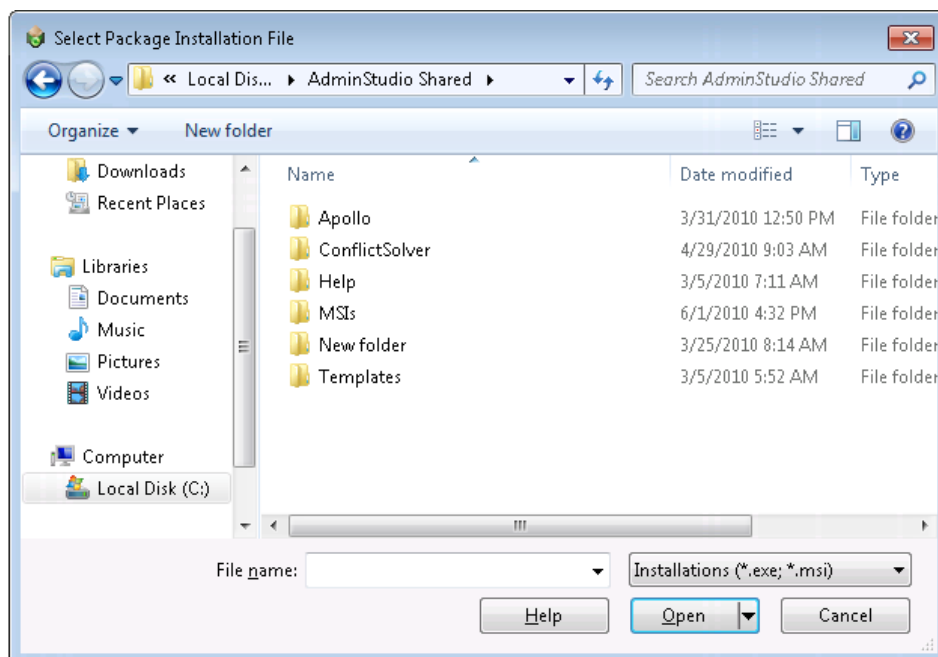 Select Package Installation File
« Local Dis... AdminStudio Shared Search AdminStudio Shared
Organize New folder
Downloads
Recent Places
Libraries
Documents
Music
Pictures
Videos
Computer
Local Disk (C:)
Name Date modified Type
Apollo 3/31/2010 12:50 PM File folder
ConflictSolver 4/29/2010 9:03 AM File folder
Help 3/5/2010 7:11 AM File folder
MSIs 6/1/2010 4:32 PM File folder
New folder 3/25/2010 8:14 AM File folder
Templates 3/5/2010 5:52 AM File folder
File name: Installations (*.exe; *.msi)
Help Open Cancel